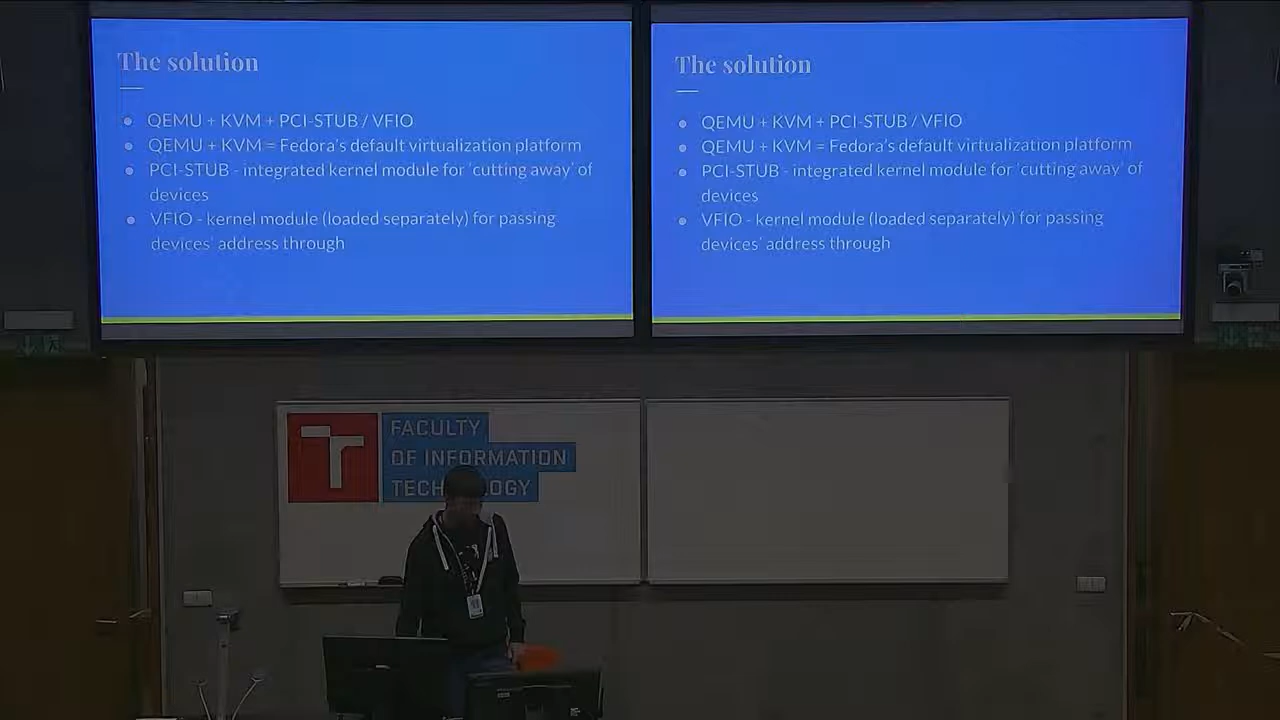 The solution
QEMU + KVM + PCI-STUB / VFIO
QEMU + KVM = Fedora's default virtualization platform
PCI-STUB - integrated kernel module for 'cutting away' of
devices
VFIO - kernel module (loaded separately) for passing
devices' address through
The solution
QEMU + KVM + PCI-STUB / VFIO
QEMU + KVM = Fedora's default virtualization platform
PCI-STUB - integrated kernel module for 'cutting away' of
devices
VFIO - kernel module (loaded separately) for passing
devices' address through
FACULTY
OF INFORMATION
TECH OGY